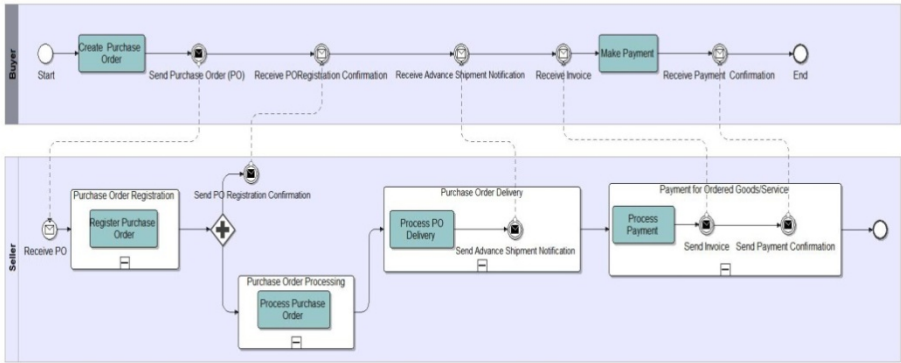 Buyer
Create Purchase
Order
Start
Send Purchase Order (PO)
Receive PORegistration Confirmation
Receive Advance Shipment Notification
Receive Invoice
Make Payment
Receive Payment Confirmation
End
Seller
Receive PO
Purchase Order Registration
Register Purchase
Order
Send PO Registration Confirmation
Purchase Order Processing
Process Purchase
Order
Purchase Order Delivery
Process PO
Delivery
Send Advance Shipment Notification
Payment for Ordered Goods/Service
Process
Payment
Send Invoice
Send Payment Confirmation